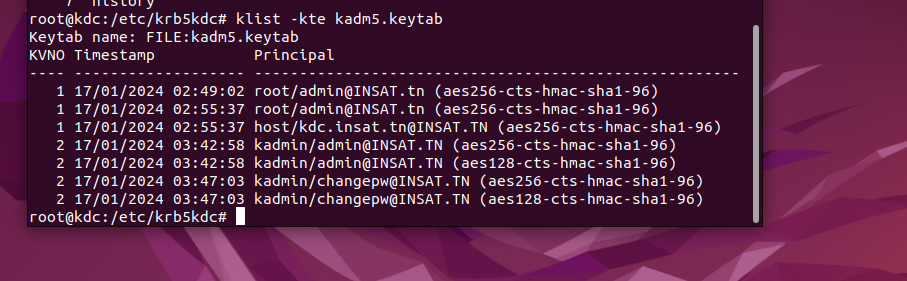 7  history
root@kdc:/etc/krb5kdc# klist -kte kadm5.keytab
Keytab name: FILE:kadm5.keytab
KVNO Timestamp           Principal
---- ------------------- ------------------------------------------------------
   1 17/01/2024 02:49:02 root/admin@INSAT.tn (aes256-cts-hmac-sha1-96)
   1 17/01/2024 02:55:37 root/admin@INSAT.tn (aes256-cts-hmac-sha1-96)
   1 17/01/2024 02:55:37 host/kdc.insat.tn@INSAT.TN (aes256-cts-hmac-sha1-96)
   2 17/01/2024 03:42:58 kadmin/admin@INSAT.TN (aes256-cts-hmac-sha1-96)
   2 17/01/2024 03:42:58 kadmin/admin@INSAT.TN (aes128-cts-hmac-sha1-96)
   2 17/01/2024 03:47:03 kadmin/changepw@INSAT.TN (aes256-cts-hmac-sha1-96)
   2 17/01/2024 03:47:03 kadmin/changepw@INSAT.TN (aes128-cts-hmac-sha1-96)
root@kdc:/etc/krb5kdc#